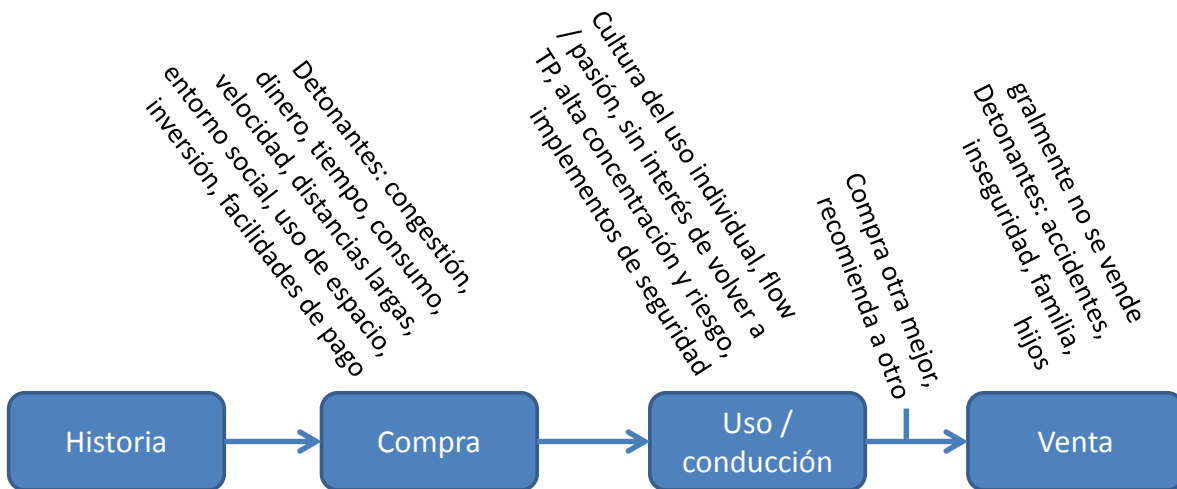 Detonantes: congestión,
dinero, tiempo, consumo,
velocidad, distancias largas,
entorno social, uso de espacio,
inversión, facilidades de pago
Cultura del uso individual, flow
/ pasión, sin interés de volver a
TP, alta concentración y riesgo,
implementos de seguridad
Compra otra mejor,
recomienda a otro
gralmente no se vende
Detonantes: accidentes,
inseguridad, familia,
hijos
Historia
Compra
Uso /
conducción
Venta